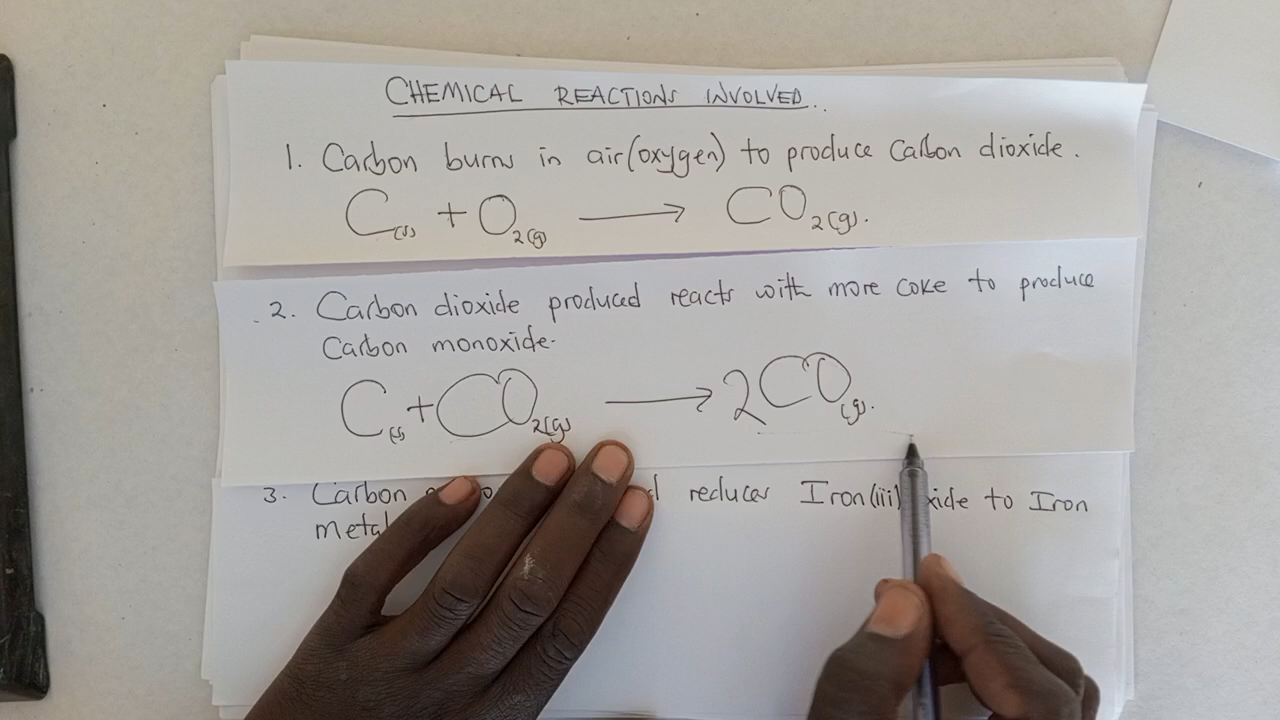 CHEMICAL REACTIONS INVOLVED..
1. Carbon burns in air(oxygen) to produce Carbon dioxide.
C(s) + O2(g) → CO2(g).
2. Carbon dioxide produced reacts with more coke to produce
Carbon monoxide.
C(s) + CO2(g) → 2CO(g).
3. Carbon reduces Iron(iii) to Iron